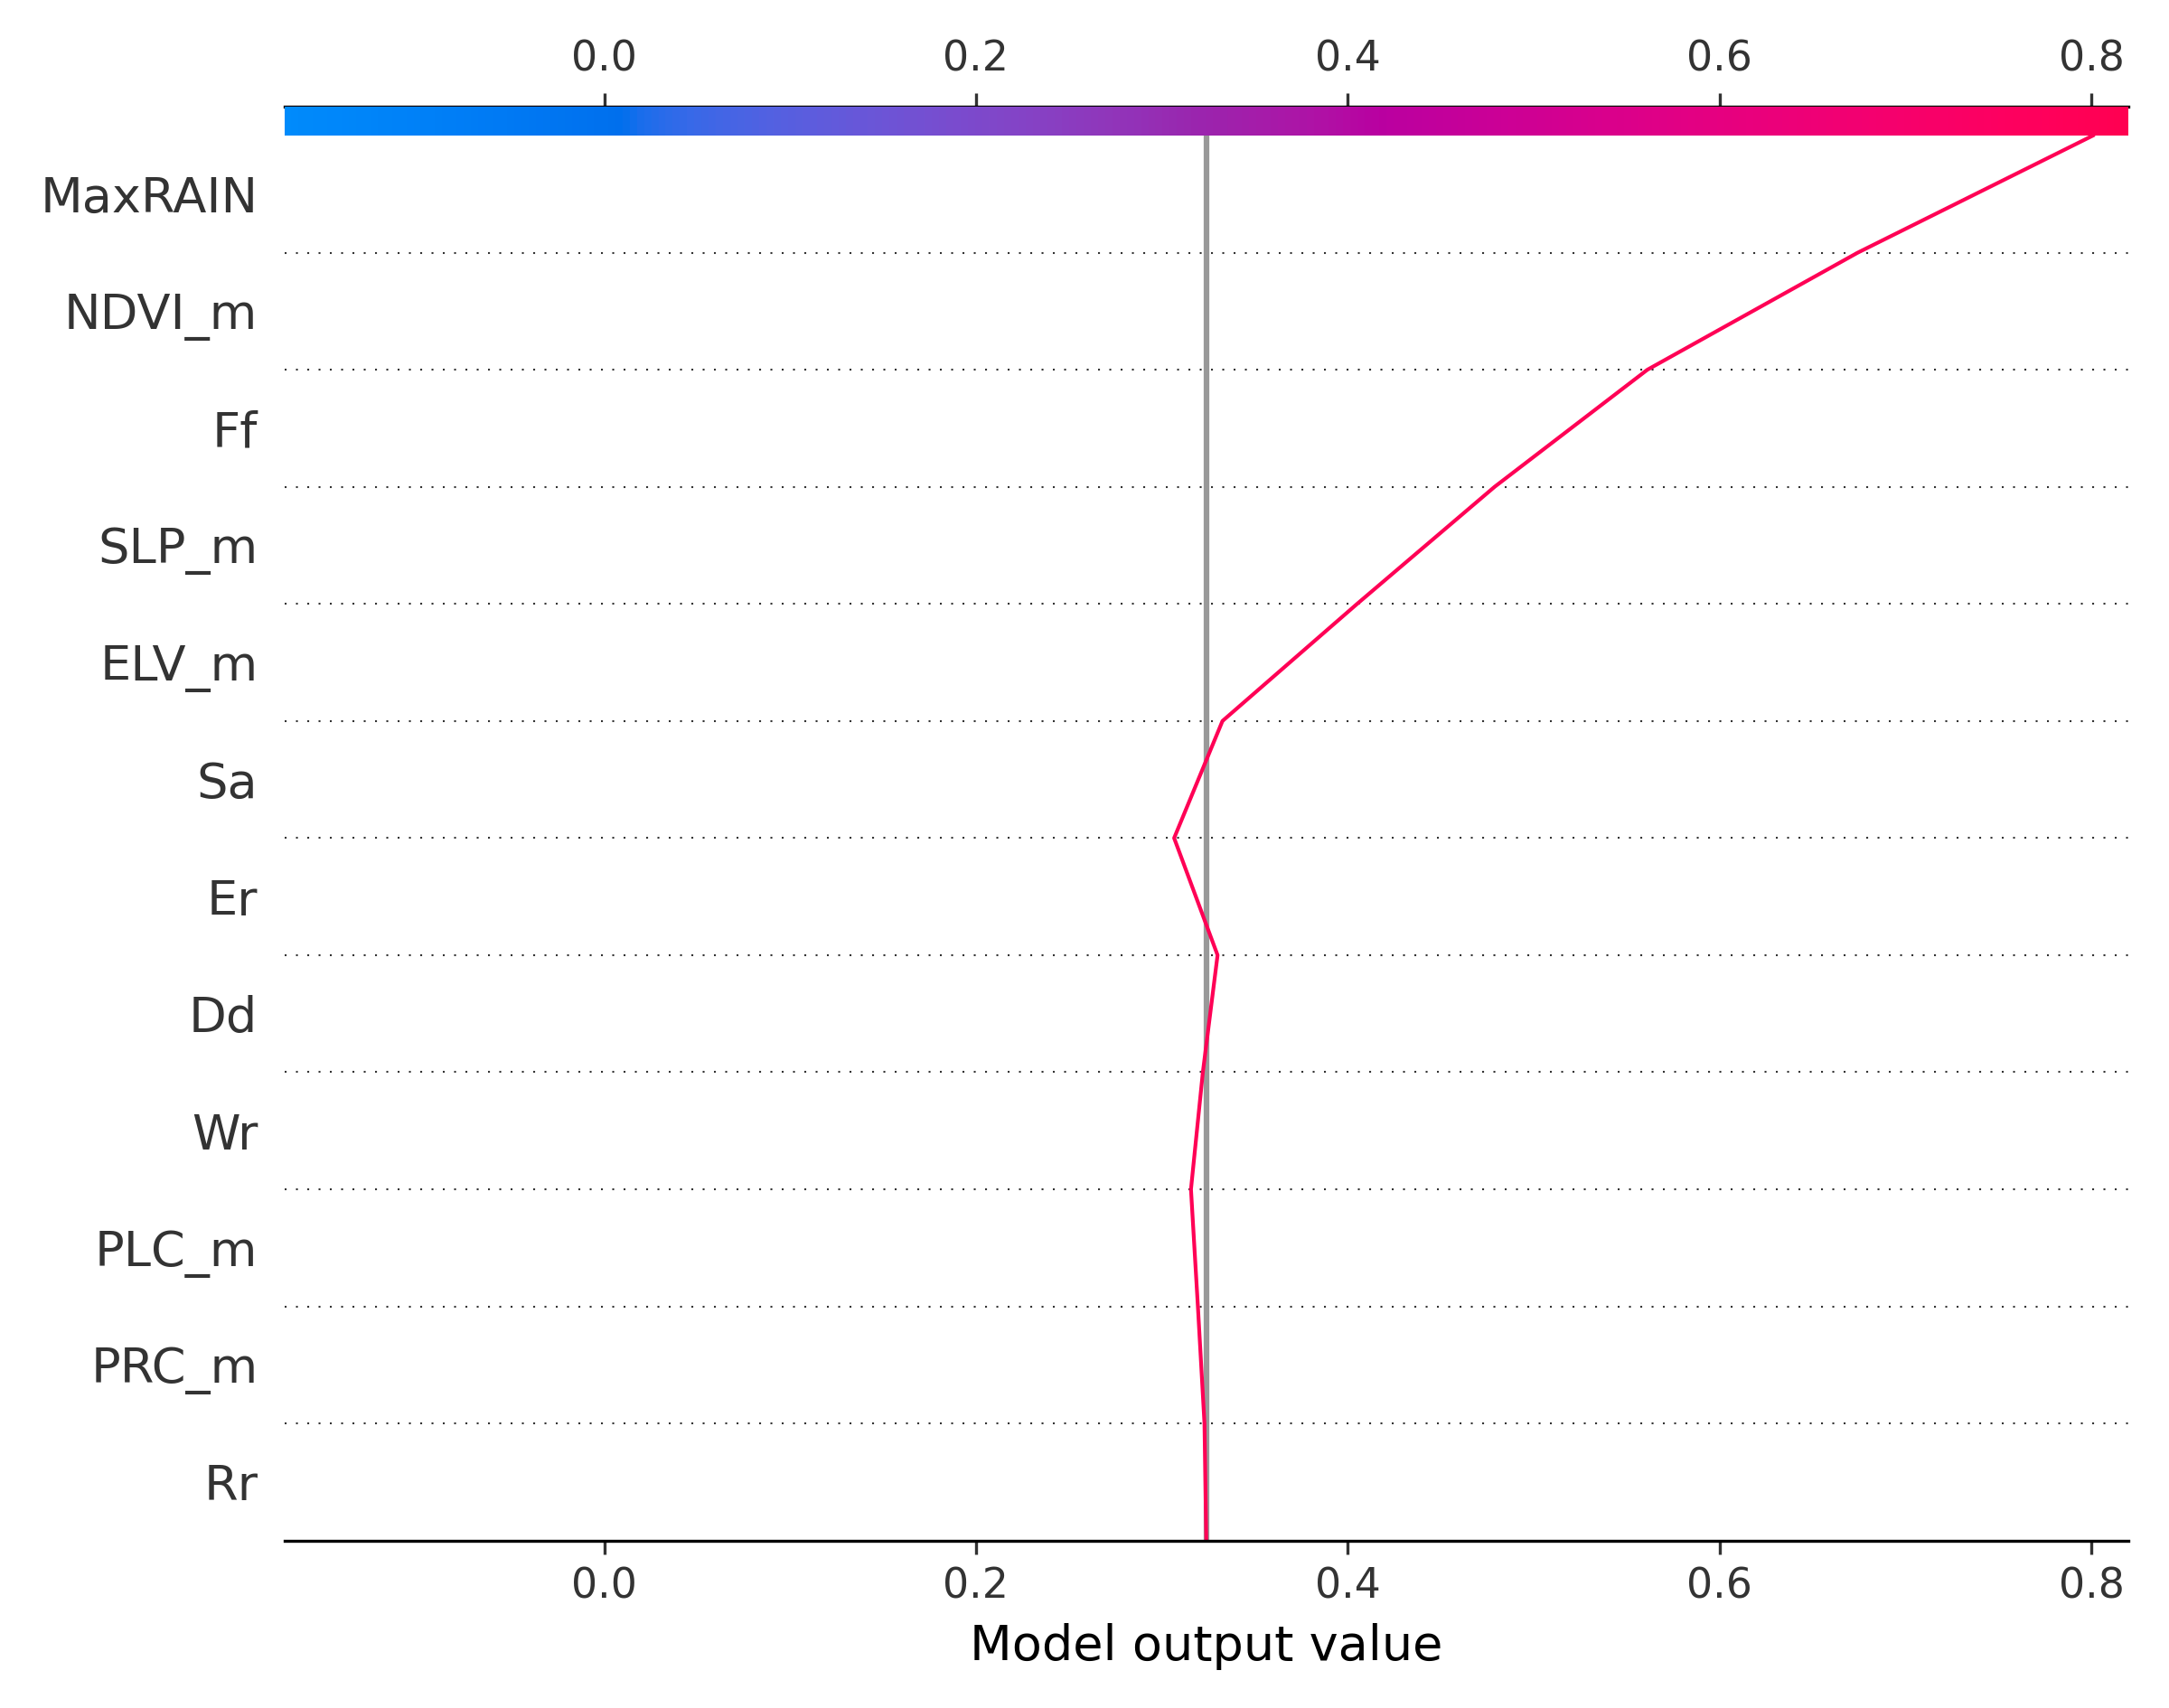 0.0 0.2 0.4 0.6 0.8
MaxRAIN
NDVI_m
Ff
SLP_m
ELV_m
Sa
Er
Dd
Wr
PLC_m
PRC_m
Rr
0.0 0.2 0.4 0.6 0.8
Model output value